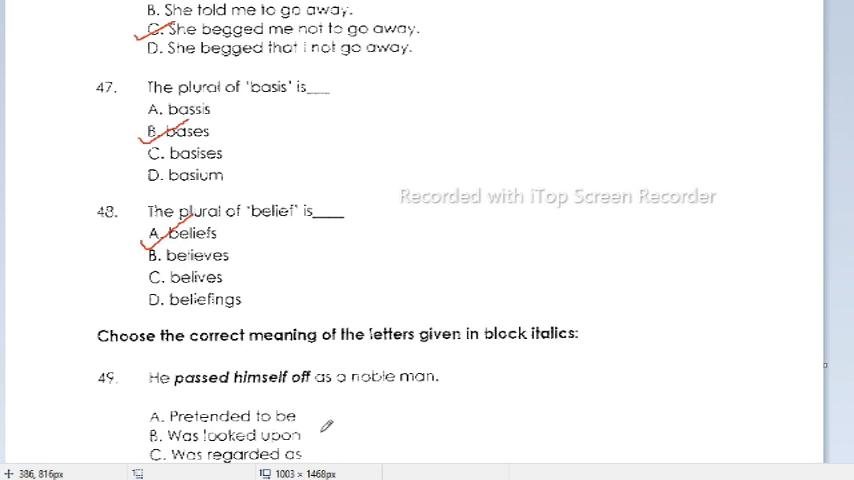 B. She told me to go away.
C. She begged me not to go away.
D. She begged that I not go away.
47. The plural of 'basis' is___
A. bassis
B. bases
C. basises
D. basium
Recorded with iTop Screen Recorder
48. The plural of 'belief' is____
A. beliefs
B. believes
C. belives
D. beliefings
Choose the correct meaning of the letters given in block italics:
49. He passed himself off as a noble man.
A. Pretended to be
B. Was looked upon
C. Was regarded as
386, 816px
1003 × 1468px